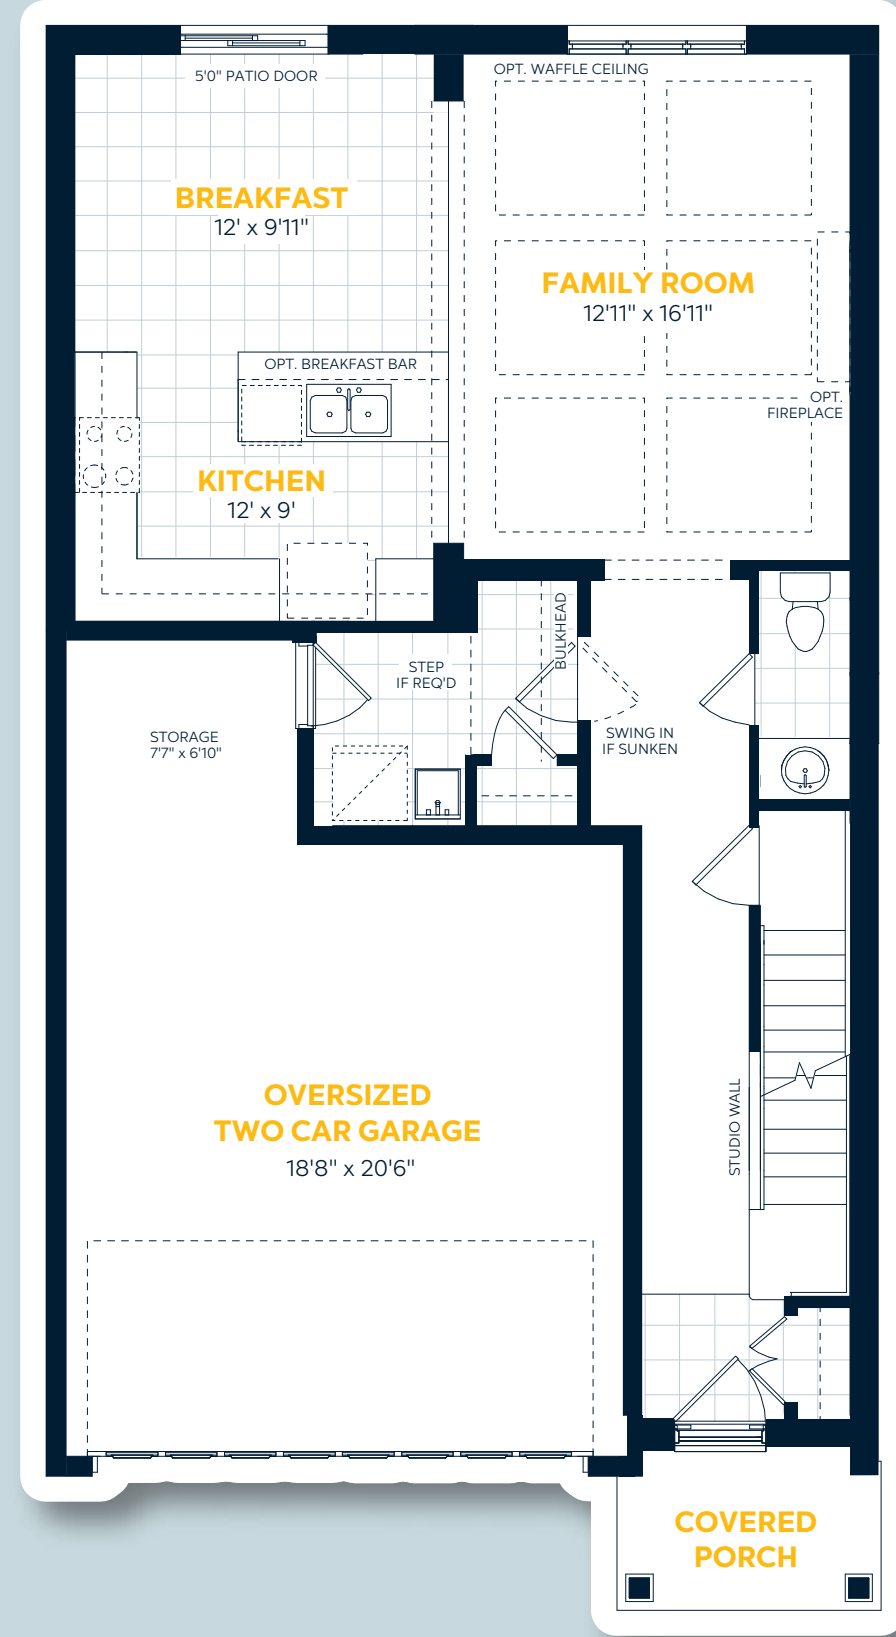 5'0" PATIO DOOR
OPT. WAFFLE CEILING
BREAKFAST
12' x 9'11"
FAMILY ROOM
12'11" x 16'11"
OPT. BREAKFAST BAR
OPT.
FIREPLACE
KITCHEN
12' x 9'
BULKHEAD
STEP
IF REQ'D
STORAGE
7'7" x 6'10"
SWING IN
IF SUNKEN
OVERSIZED
TWO CAR GARAGE
18'8" x 20'6"
STUDIO WALL
COVERED
PORCH